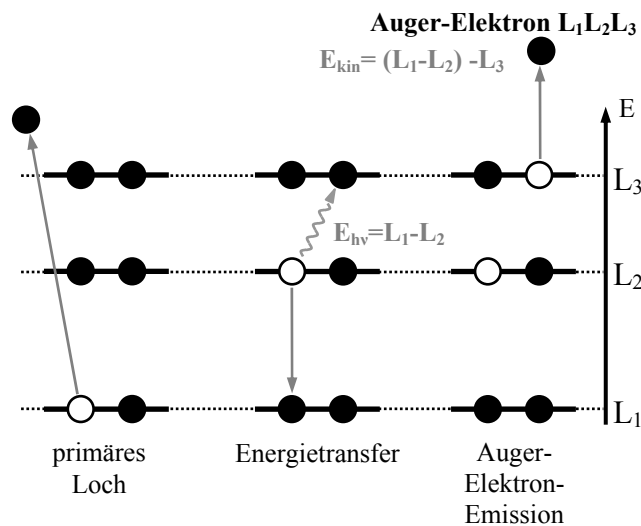 Auger-Elektron L₁L₂L₃
E_kin= (L₁-L₂) -L₃
E
L₃
E_hν=L₁-L₂
L₂
L₁
primäres
Loch
Energietransfer
Auger-
Elektron-
Emission